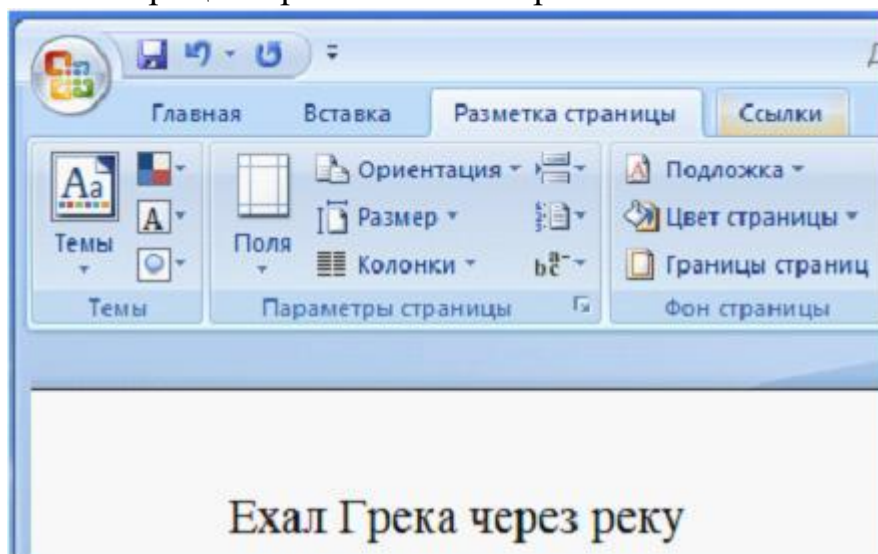 Главная Вставка Разметка страницы Ссылки
Aa Ориентация Подложка
A Размер Цвет страницы
Темы Поля Колонки Границы страниц
Темы Параметры страницы Фон страницы
Ехал Грека через реку